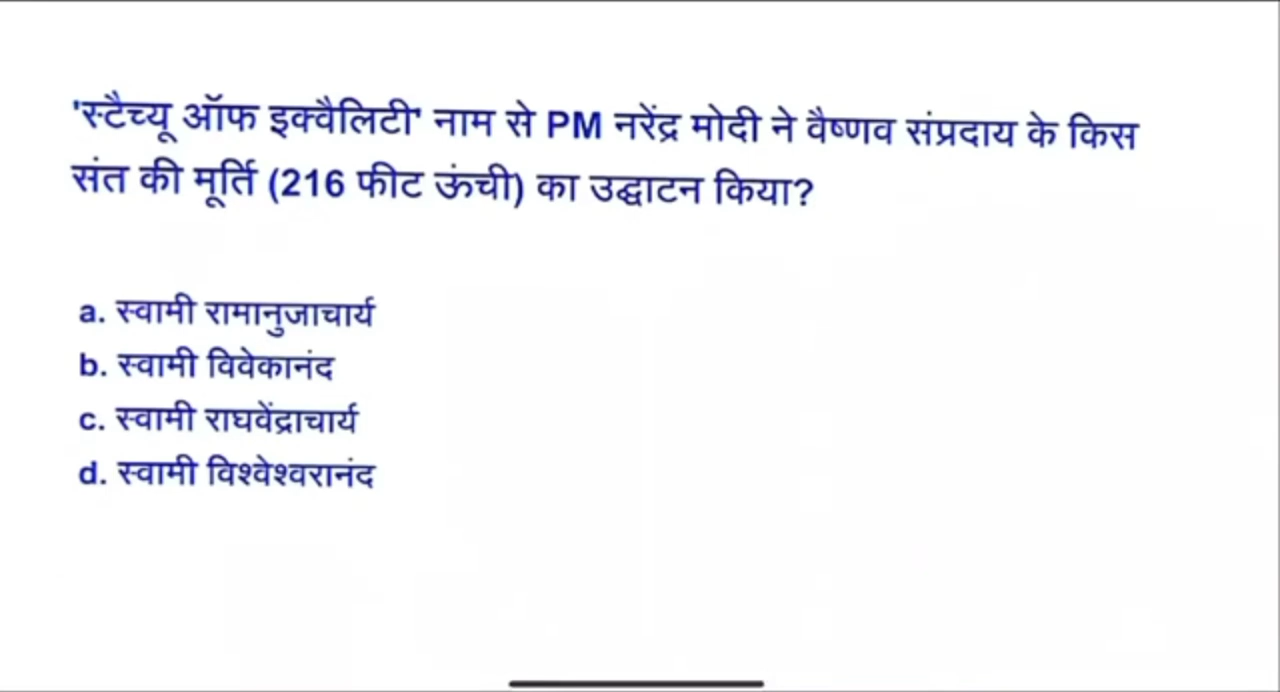 'स्टैच्यू ऑफ इक्वैलिटी' नाम से PM नरेंद्र मोदी ने वैष्णव संप्रदाय के किस
संत की मूर्ति (216 फीट ऊंची) का उद्घाटन किया?
a. स्वामी रामानुजाचार्य
b. स्वामी विवेकानंद
c. स्वामी राघवेंद्राचार्य
d. स्वामी विश्वेश्वरानंद